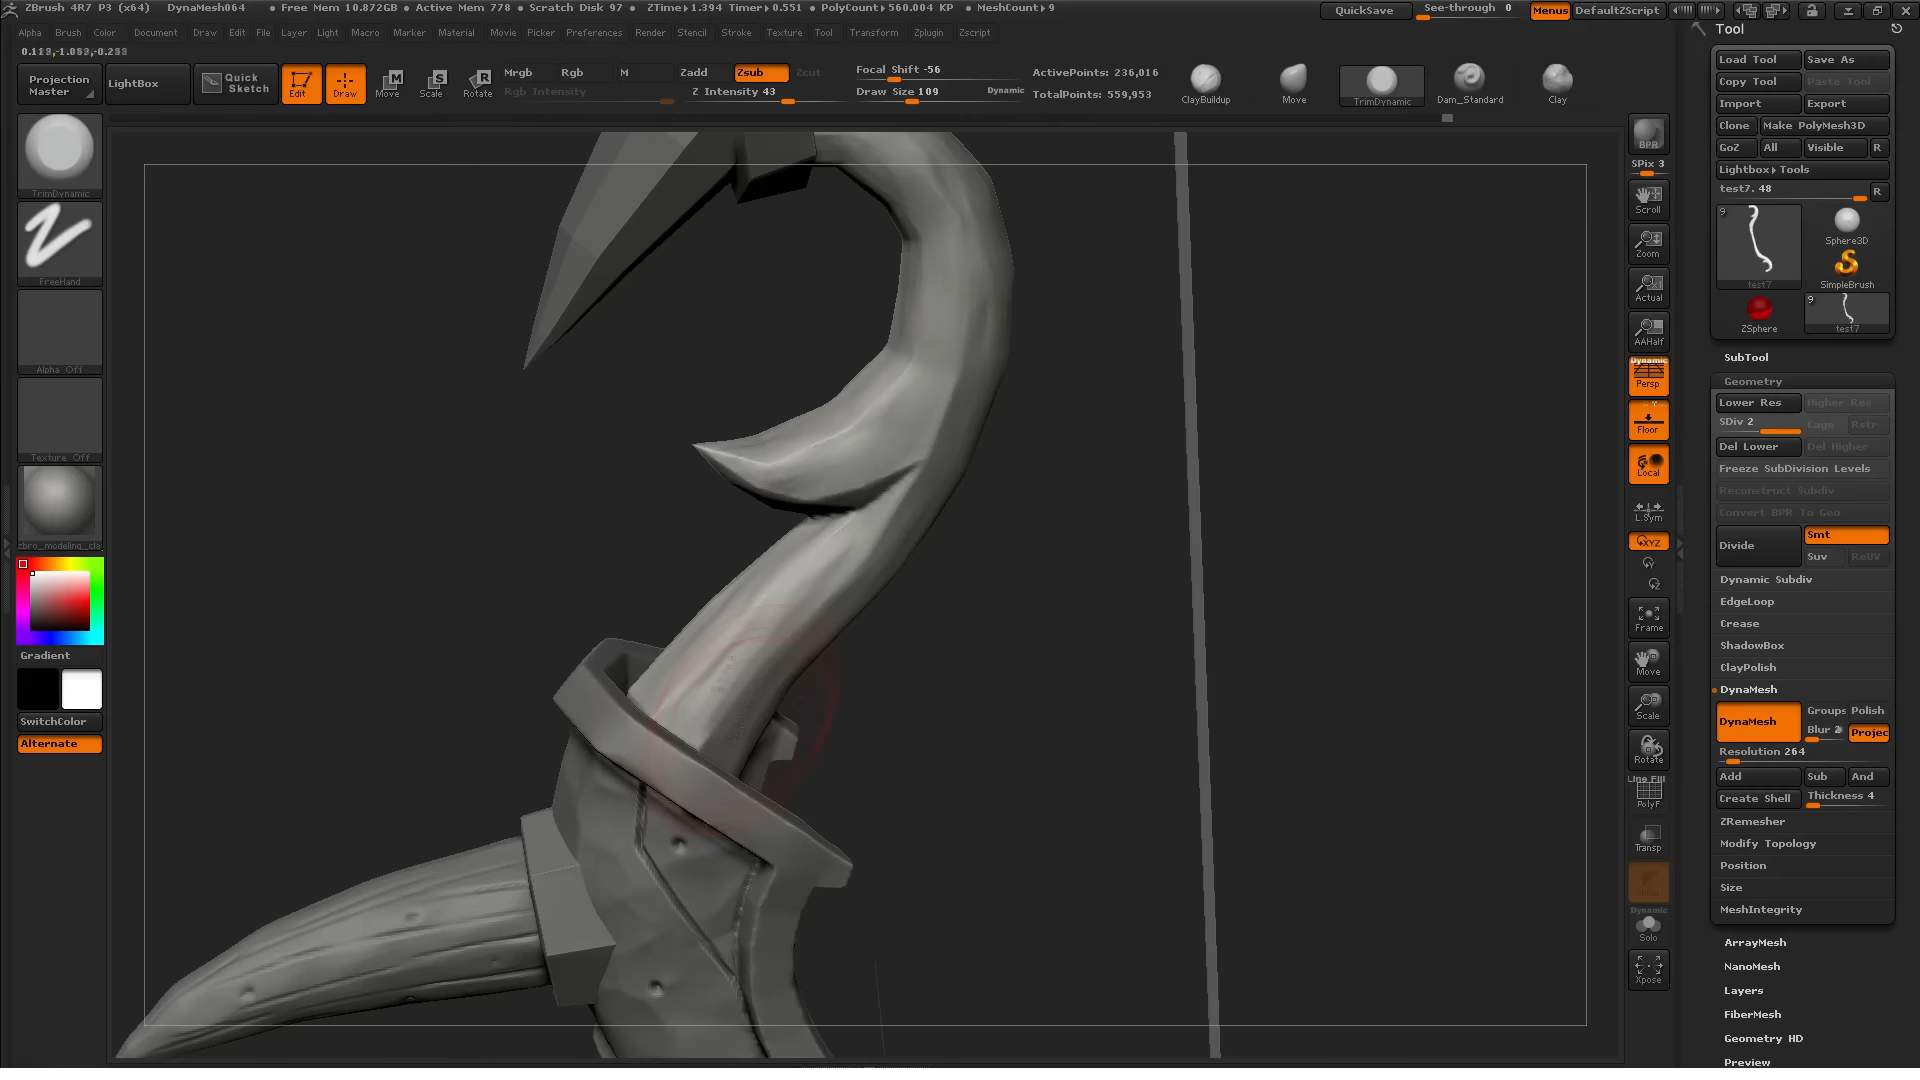 ZBrush 4R7 P3 (x64) DynaMesh064 • Free Mem 10.872GB • Active Mem 778 • Scratch Disk 97 • ZTime▸1.394 Timer▸0.551 • PolyCount▸560.004 KP • MeshCount▸9 QuickSave See-through 0 Menus DefaultZScript
Alpha Brush Color Document Draw Edit File Layer Light Macro Marker Material Movie Picker Preferences Render Stencil Stroke Texture Tool Transform Zplugin Zscript
Projection Master
LightBox
Quick Sketch
Edit
Draw
Move
Scale
Rotate
Mrgb Rgb M
Rgb Intensity
Zadd Zsub Zcut
Z Intensity 43
Focal Shift -56
Draw Size 109 Dynamic
ActivePoints: 236,016
TotalPoints: 559,953
ClayBuildup
Move
TrimDynamic
Dam_Standard
Clay
TrimDynamic
FreeHand
Alpha Off
Texture Off
zbro_modeling_cla
Gradient
SwitchColor
Alternate
BPR
SPix 3
Scroll
Zoom
Actual
AAHalf
Dynamic
Persp
Floor
Local
L.Sym
XYZ
Frame
Move
Scale
Rotate
Line Fill
PolyF
Transp
Dynamic
Solo
Xpose
Tool
Load Tool Save As
Copy Tool Paste Tool
Import Export
Clone Make PolyMesh3D
GoZ All Visible R
Lightbox▸Tools
test7. 48 R
9
test7
Sphere3D
SimpleBrush
ZSphere
9
test7
SubTool
Geometry
Lower Res Higher Res
SDiv 2 Cage Rstr
Del Lower Del Higher
Freeze SubDivision Levels
Reconstruct Subdiv
Convert BPR To Geo
Divide Smt
Suv ReUV
Dynamic Subdiv
EdgeLoop
Crease
ShadowBox
ClayPolish
DynaMesh
DynaMesh Groups Polish
Blur 2 Projec
Resolution 264
Add Sub And
Create Shell Thickness 4
ZRemesher
Modify Topology
Position
Size
MeshIntegrity
ArrayMesh
NanoMesh
Layers
FiberMesh
Geometry HD
Preview